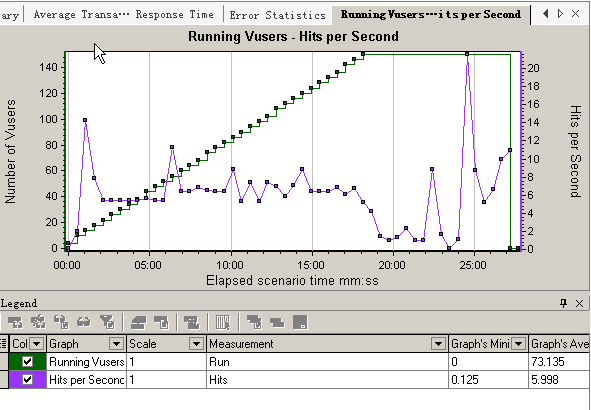 ary Average Transa··· Response Time Error Statistics Running Vusers···its per Second
Running Vusers - Hits per Second
Number of Vusers
140
120
100
80
60
40
20
0
Hits per Second
20
18
16
14
12
10
8
6
4
2
0
00:00 05:00 10:00 15:00 20:00 25:00
Elapsed scenario time mm:ss
Legend
Col Graph Scale Measurement Graph's Mini Graph's Ave
Running Vusers 1 Run 0 73.135
Hits per Second 1 Hits 0.125 5.998